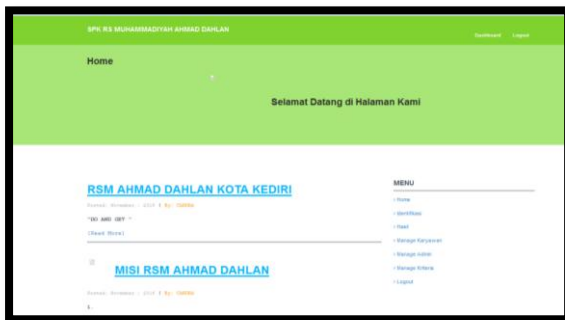 SPK RS MUHAMMADIYAH AHMAD DAHLAN
Dashboard Logout
Home
Selamat Datang di Halaman Kami
RSM AHMAD DAHLAN KOTA KEDIRI
"DO AND GET "
[Read More]
MISI RSM AHMAD DAHLAN
MENU
Home
Identifikasi
Hasil
Manage Karyawan
Manage Admin
Manage Kriteria
Logout